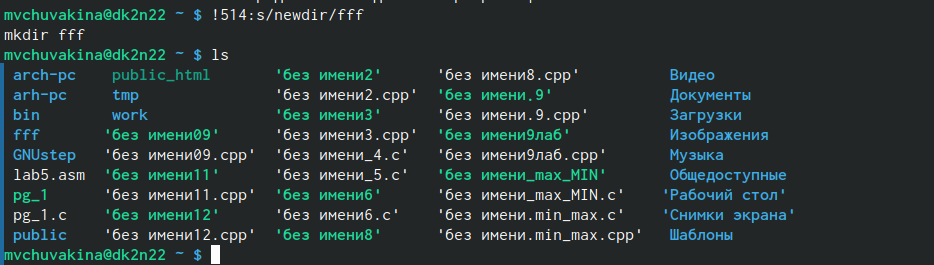 mvchuvakina@dk2n22 ~ $ !514:s/newdir/fff
mkdir fff
mvchuvakina@dk2n22 ~ $ ls
arch-pc public_html 'без имени2' 'без имени8.cpp' Видео
arh-pc tmp 'без имени2.cpp' 'без имени.9' Документы
bin work 'без имени3' 'без имени.9.cpp' Загрузки
fff 'без имени09' 'без имени3.cpp' 'без имени9лаб' Изображения
GNUstep 'без имени09.cpp' 'без имени_4.c' 'без имени9лаб.cpp' Музыка
lab5.asm 'без имени11' 'без имени_5.c' 'без имени_max_MIN' Общедоступные
pg_1 'без имени11.cpp' 'без имени6' 'без имени_max_MIN.c' 'Рабочий стол'
pg_1.c 'без имени12' 'без имени6.c' 'без имени.min_max.c' 'Снимки экрана'
public 'без имени12.cpp' 'без имени8' 'без имени.min_max.cpp' Шаблоны
mvchuvakina@dk2n22 ~ $